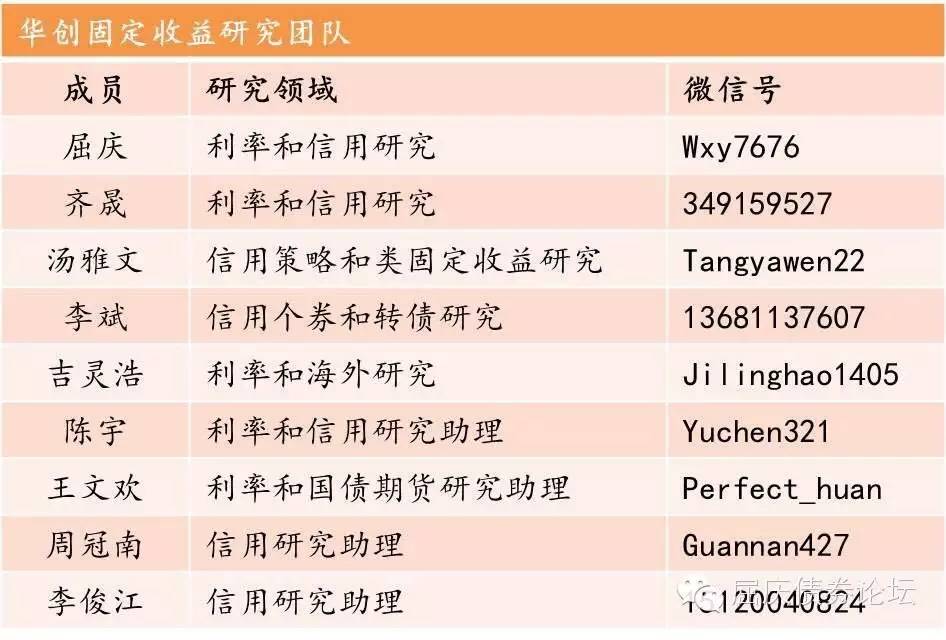 华创固定收益研究团队
成员 研究领域 微信号
屈庆 利率和信用研究 Wxy7676
齐晟 利率和信用研究 349159527
汤雅文 信用策略和类固定收益研究 Tangyawen22
李斌 信用个券和转债研究 13681137607
吉灵浩 利率和海外研究 Jilinghao1405
陈宇 利率和信用研究助理 Yuchen321
王文欢 利率和国债期货研究助理 Perfect_huan
周冠南 信用研究助理 Guannan427
李俊江 信用研究助理 15120040824
屈庆债券论坛